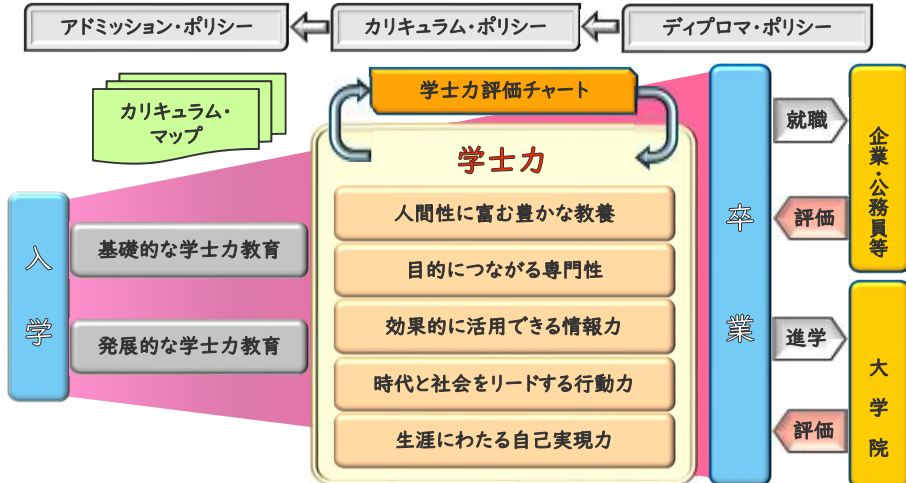 アドミッション・ポリシー
カリキュラム・ポリシー
ディプロマ・ポリシー
カリキュラム・
マップ
学士力評価チャート
学士力
人間性に富む豊かな教養
目的につながる専門性
効果的に活用できる情報力
時代と社会をリードする行動力
生涯にわたる自己実現力
入学
基礎的な学士力教育
発展的な学士力教育
卒業
就職
評価
企業・公務員等
進学
評価
大学院